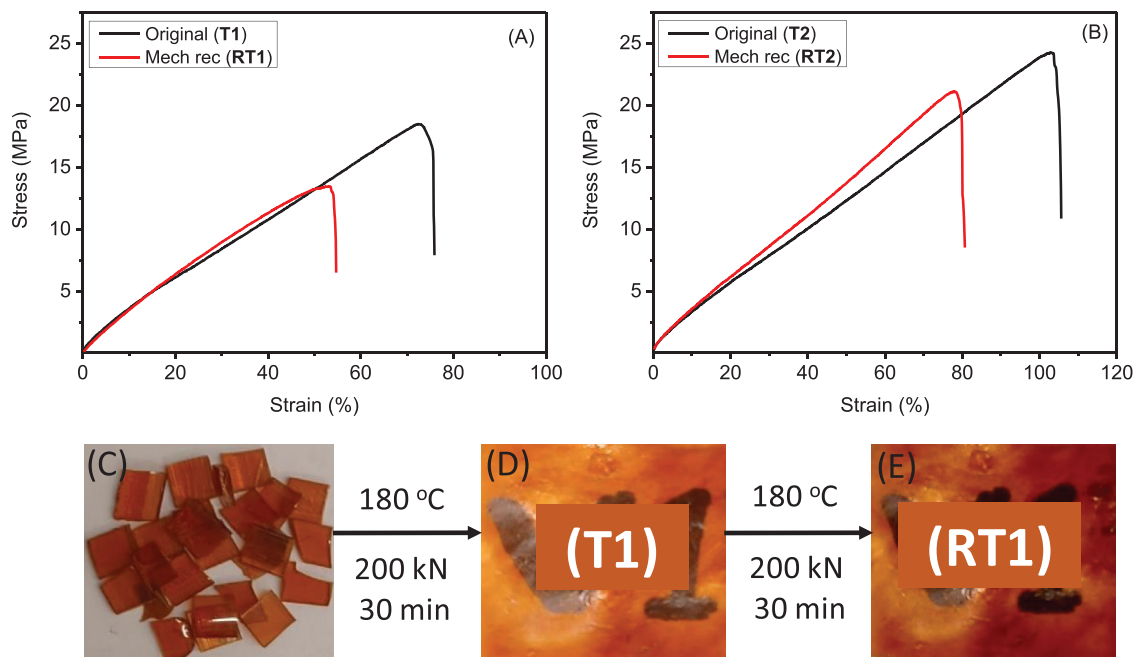 Original (T1)
Mech rec (RT1)
(A)
25
20
15
10
5
Stress (MPa)
0
20
40
60
80
100
Strain (%)
Original (T2)
Mech rec (RT2)
(B)
25
20
15
10
5
Stress (MPa)
0
20
40
60
80
100
120
Strain (%)
(C)
180 °C
200 kN
30 min
(D)
(T1)
180 °C
200 kN
30 min
(E)
(RT1)